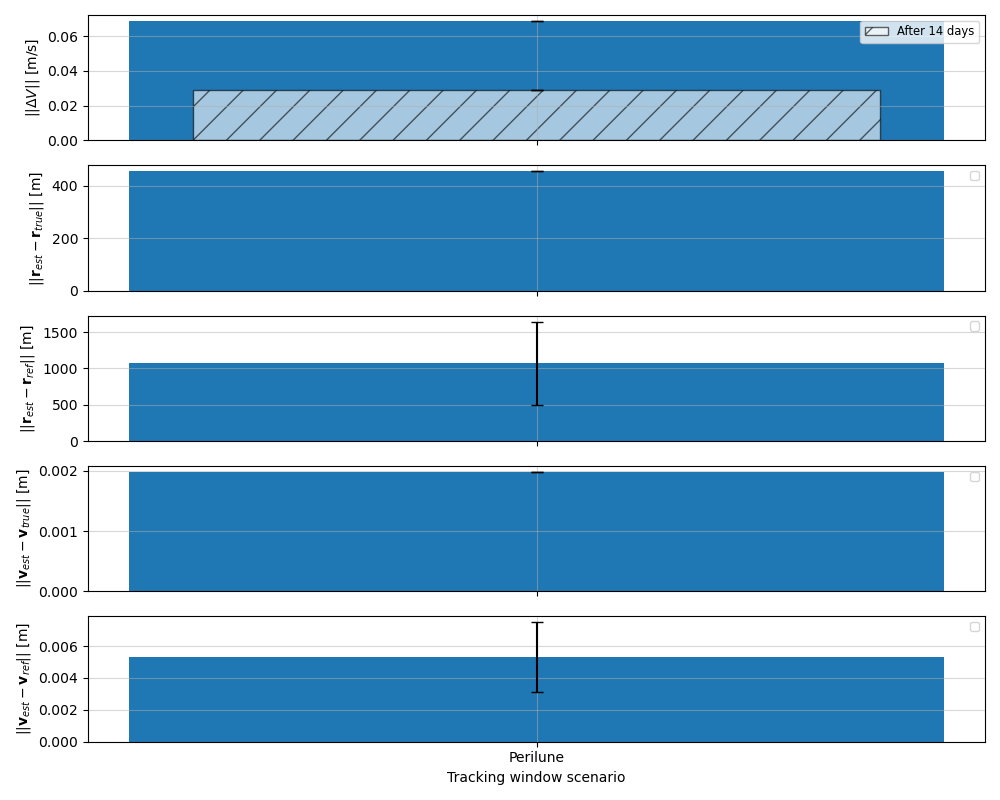 ||ΔV|| [m/s]
0.06
0.04
0.02
0.00
After 14 days
||r_est − r_true|| [m]
400
200
0
||r_est − r_ref|| [m]
1500
1000
500
0
||v_est − v_true|| [m]
0.002
0.001
0.000
||v_est − v_ref|| [m]
0.006
0.004
0.002
0.000
Perilune
Tracking window scenario